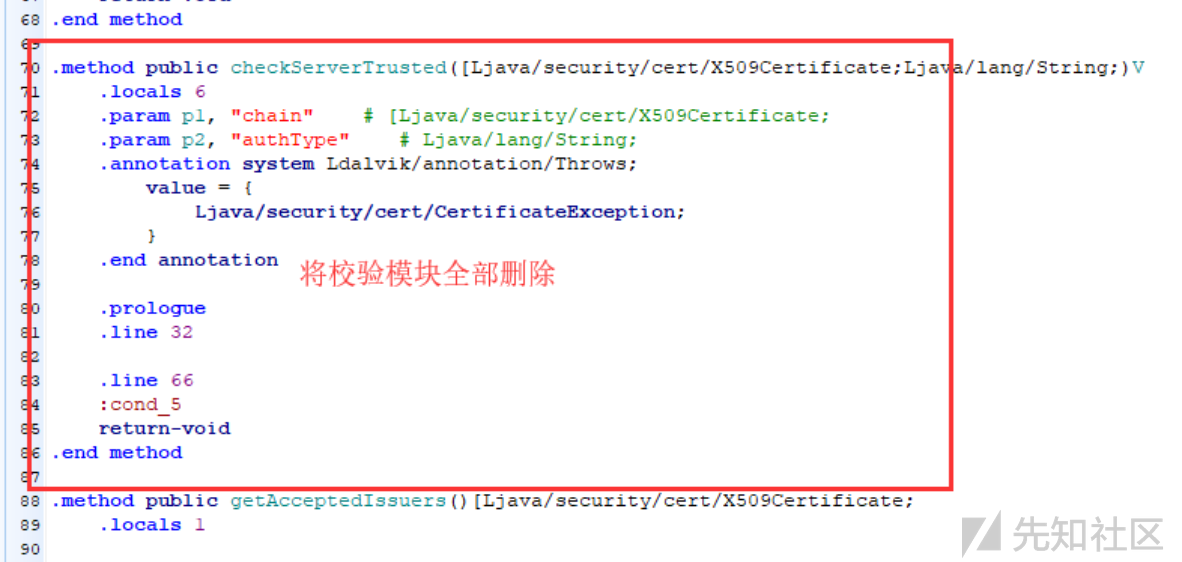 68 .end method
69
70 .method public checkServerTrusted([Ljava/security/cert/X509Certificate;Ljava/lang/String;)V
71 .locals 6
72 .param p1, "chain" # [Ljava/security/cert/X509Certificate;
73 .param p2, "authType" # Ljava/lang/String;
74 .annotation system Ldalvik/annotation/Throws;
75 value = {
76 Ljava/security/cert/CertificateException;
77 }
78 .end annotation
将校验模块全部删除
79
80 .prologue
81 .line 32
82
83 .line 66
84 :cond_5
85 return-void
86 .end method
87
88 .method public getAcceptedIssuers()[Ljava/security/cert/X509Certificate;
89 .locals 1
90
先知社区